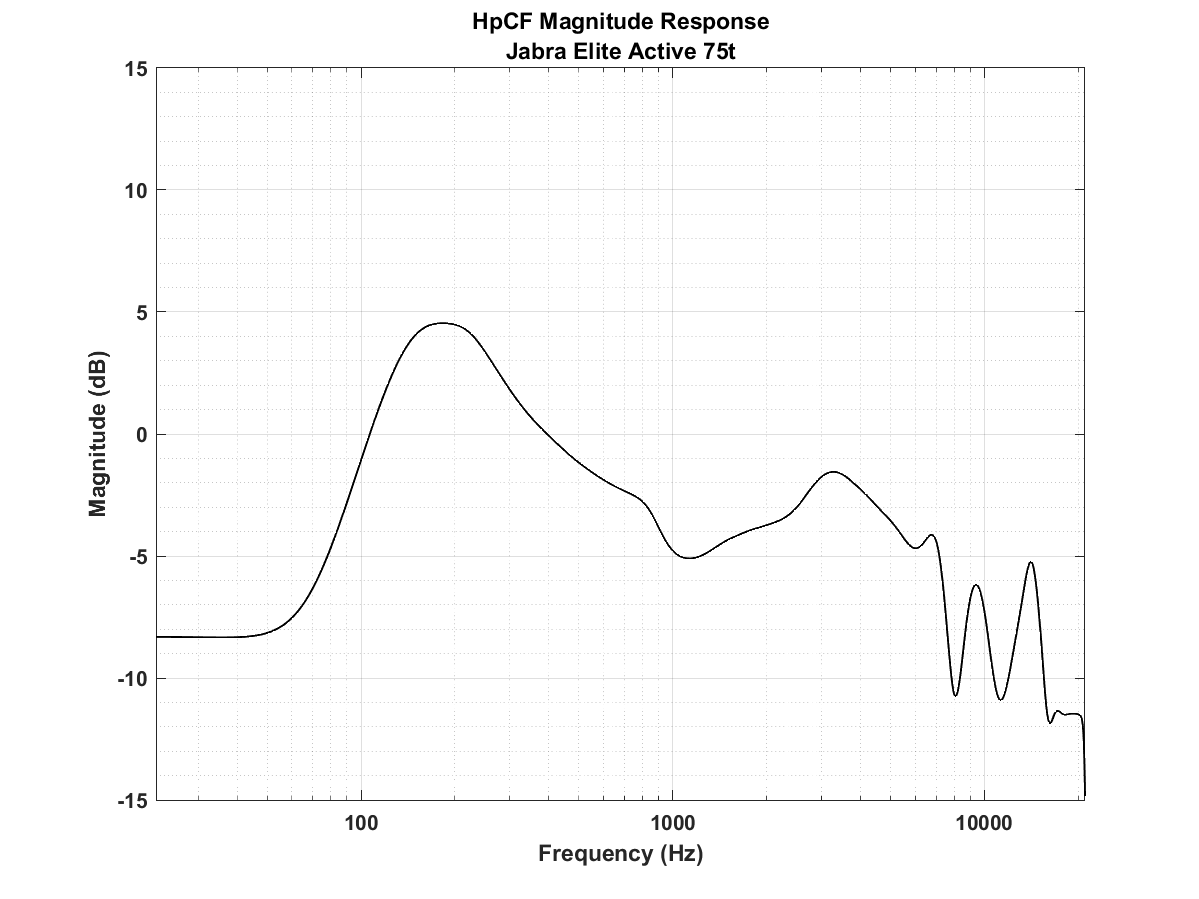 HpCF Magnitude Response
Jabra Elite Active 75t
15
10
5
0
-5
-10
-15
Magnitude (dB)
100
1000
10000
Frequency (Hz)